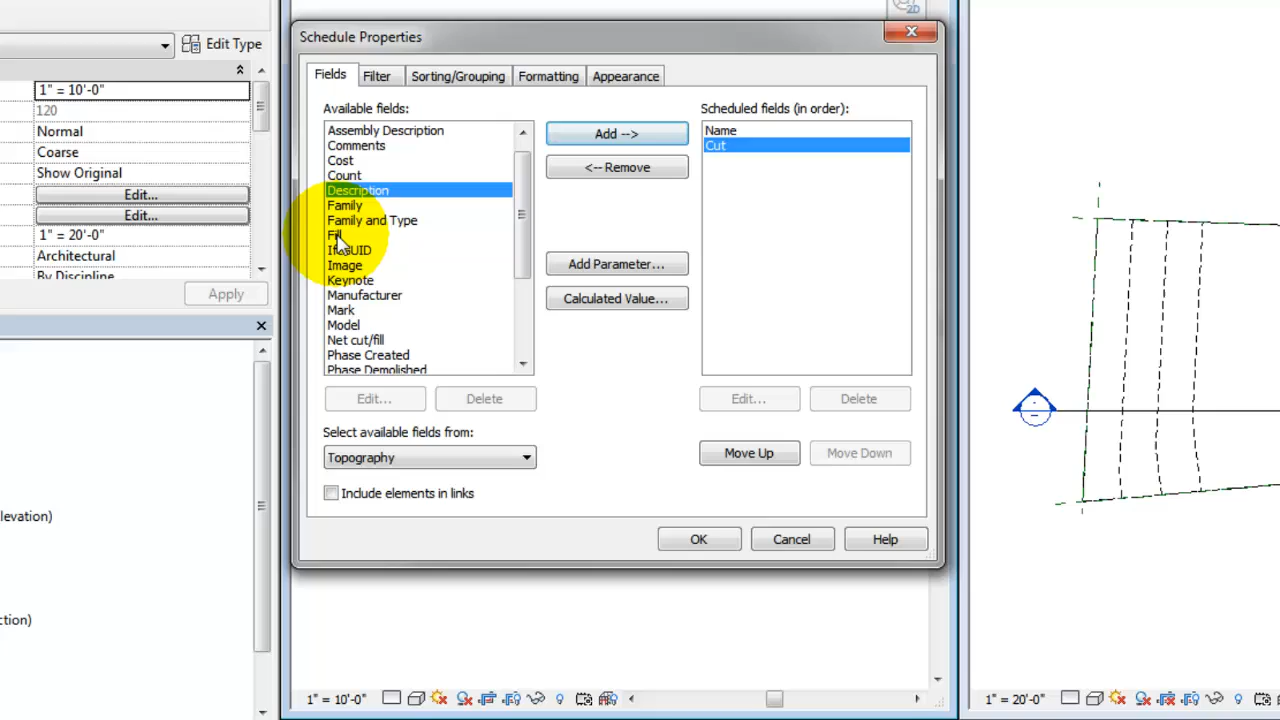 Edit Type
1" = 10'-0"
120
Normal
Coarse
Show Original
Edit...
Edit...
1" = 20'-0"
Architectural
By Discipline
Apply
levation)
ction)
Schedule Properties
Fields
Filter
Sorting/Grouping
Formatting
Appearance
Available fields:
Assembly Description
Comments
Cost
Count
Description
Family
Family and Type
Fill
IfcGUID
Image
Keynote
Manufacturer
Mark
Model
Net cut/fill
Phase Created
Phase Demolished
Edit...
Delete
Select available fields from:
Topography
Include elements in links
Add -->
<-- Remove
Add Parameter...
Calculated Value...
Scheduled fields (in order):
Name
Cut
Edit...
Delete
Move Up
Move Down
OK
Cancel
Help
2D
1" = 10'-0"
1" = 20'-0"